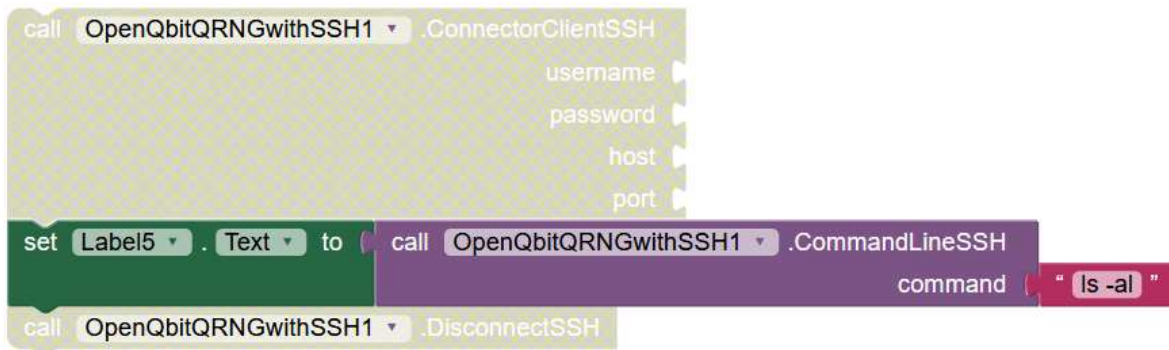 call OpenQbitQRNGwithSSH1 .ConnectorClientSSH
username
password
host
port
set Label5 . Text to call OpenQbitQRNGwithSSH1 .CommandLineSSH
command " ls -al "
call OpenQbitQRNGwithSSH1 .DisconnectSSH